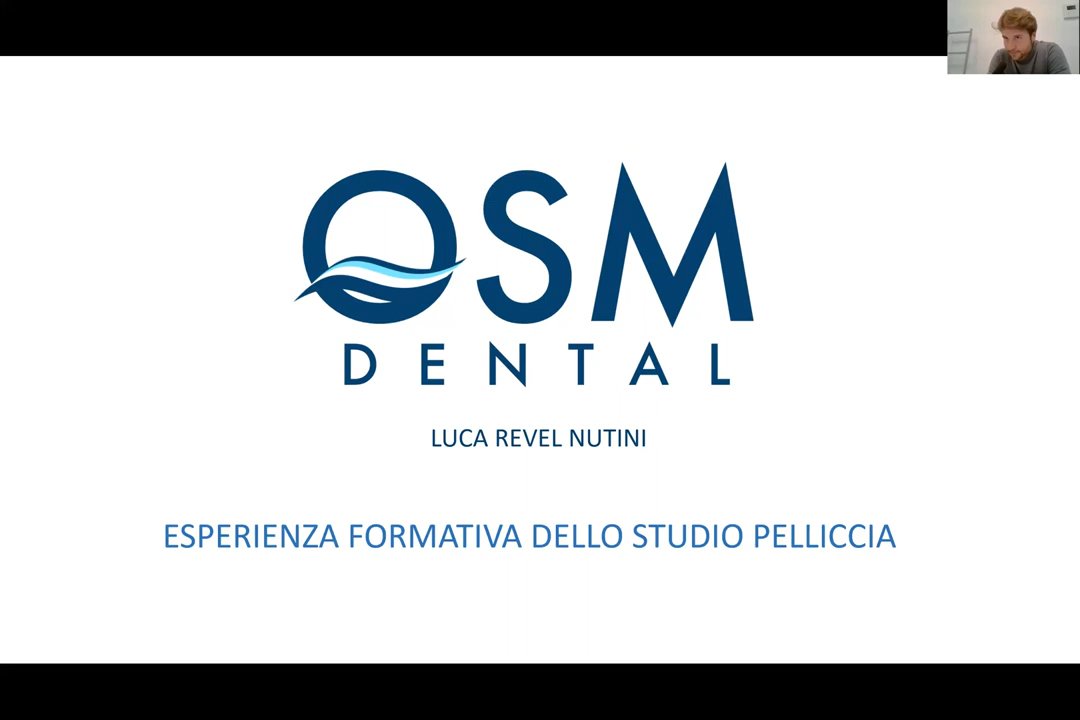 OSM
DENTAL
LUCA REVEL NUTINI
ESPERIENZA FORMATIVA DELLO STUDIO PELLICCIA